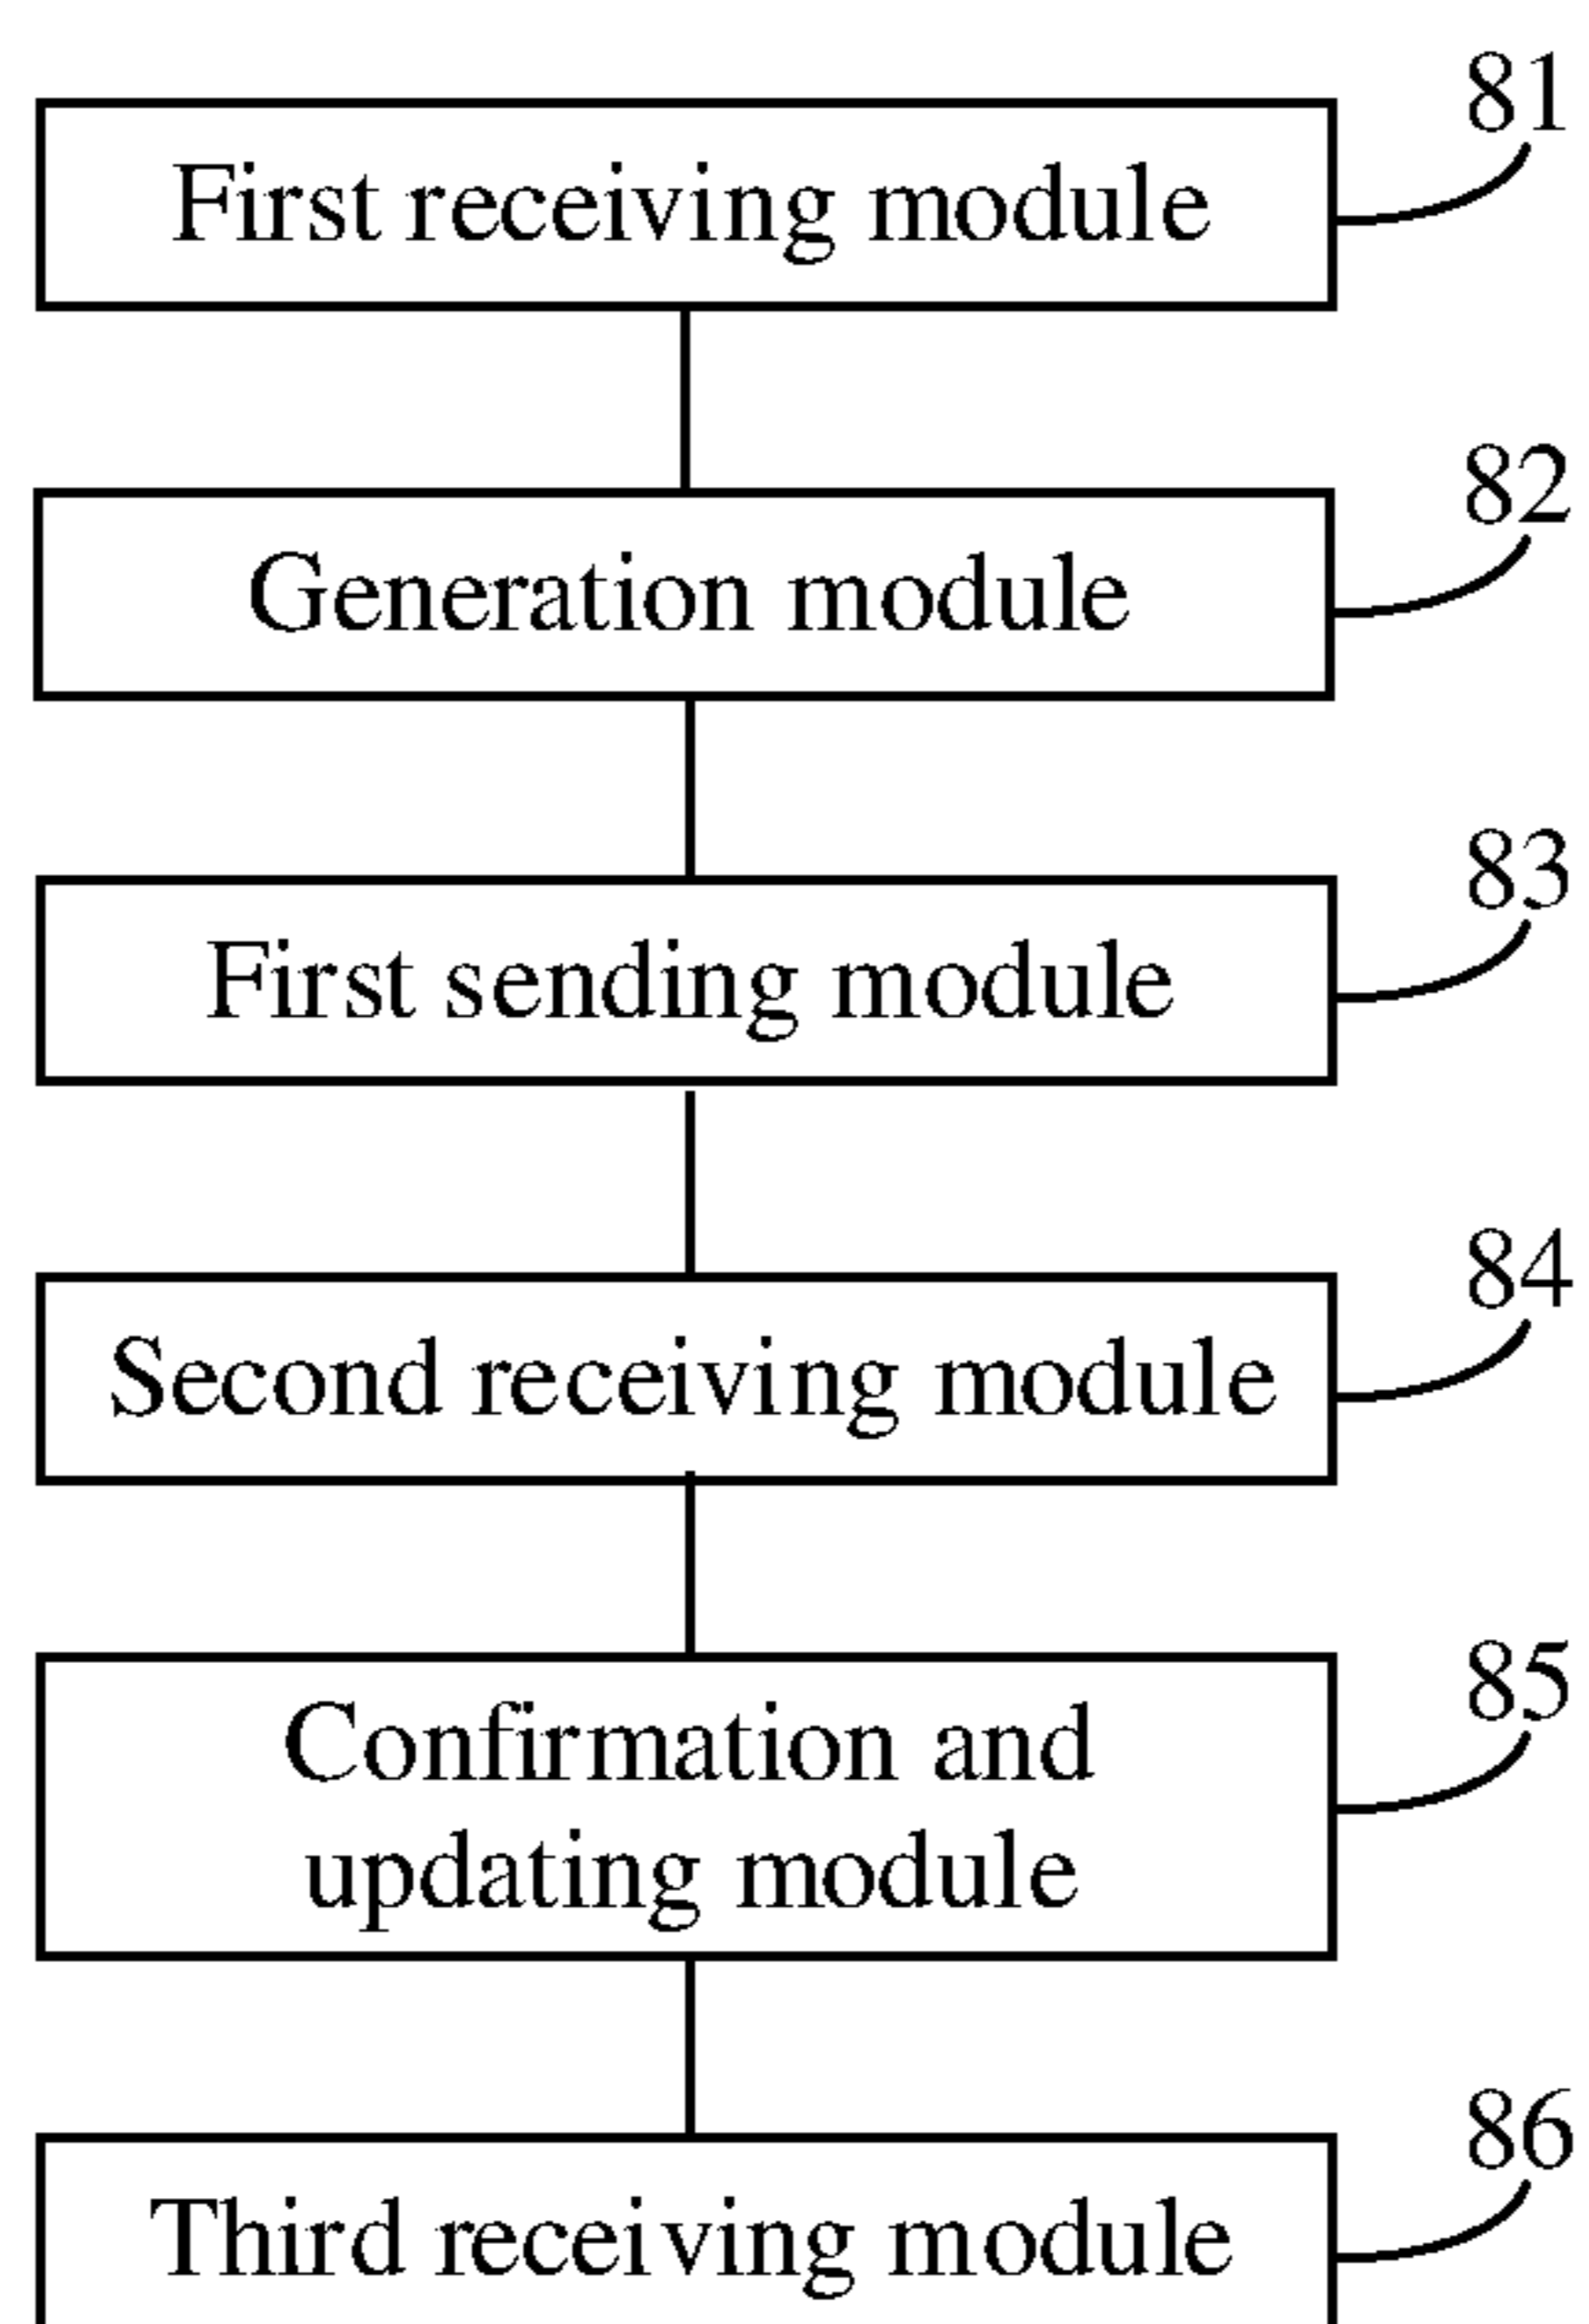 81
First receiving module
82
Generation module
83
First sending module
84
Second receiving module
85
Confirmation and
updating module
86
Third receiving module